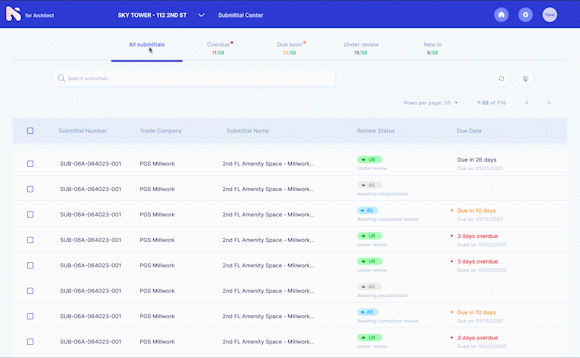 N for Architect SKY TOWER - 112 2ND ST Submittal Center
All submittals Overdue Due soon Under review New in
11/58 21/58 18/58 8/58
Search submittals...
Rows per page: 20 1-20 of 116
Submittal Number Trade Company Submittal Name Review Status Due Date
SUB-06A-064023-001 PGS Millwork 2nd FL Amenity Space - Millwork... UR Due in 26 days
Under review Due on: 05/31/2020
SUB-06A-064023-001 PGS Millwork 2nd FL Amenity Space - Millwork... AS -
Awaiting resubmission
SUB-06A-064023-001 PGS Millwork 2nd FL Amenity Space - Millwork... AC Due in 10 days
Awaiting consultant review Due on: 05/15/2020
SUB-06A-064023-001 PGS Millwork 2nd FL Amenity Space - Millwork... UR 3 days overdue
Under review Due on: 05/02/2020
SUB-06A-064023-001 PGS Millwork 2nd FL Amenity Space - Millwork... UR 3 days overdue
Under review Due on: 05/02/2020
SUB-06A-064023-001 PGS Millwork 2nd FL Amenity Space - Millwork... AS -
Awaiting resubmission
SUB-06A-064023-001 PGS Millwork 2nd FL Amenity Space - Millwork... AC Due in 10 days
Awaiting consultant review Due on: 05/15/2020
SUB-06A-064023-001 PGS Millwork 2nd FL Amenity Space - Millwork... UR 3 days overdue
Under review Due on: 05/02/2020